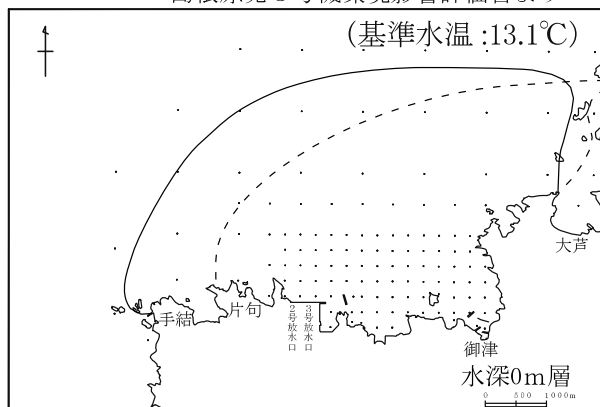 (基準水温:13.1℃)
大芦
手結
片句
2号放水口
3号放水口
御津
水深0m層
0 500 1000m